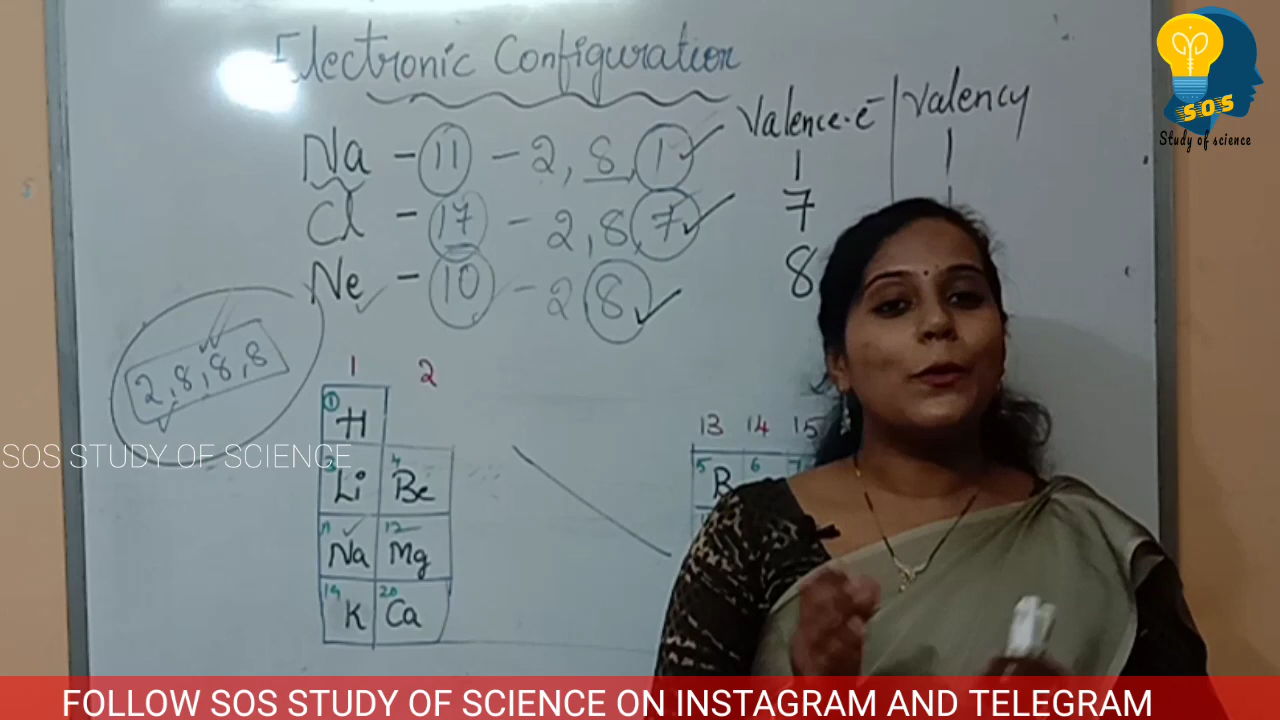 Electronic Configuration
Valence-e⁻ | Valency
Na - 11 - 2, 8, 1 ✓ 1 1
Cl - 17 - 2, 8, 7 ✓ 7
Ne - 10 - 2 8 ✓ 8
2, 8, 8, 8
1 2
1 H
3 Li 4 Be
11 Na 12 Mg
19 K 20 Ca
13 14 15
5 B 6 7
SOS
Study of science
SOS STUDY OF SCIENCE
FOLLOW SOS STUDY OF SCIENCE ON INSTAGRAM AND TELEGRAM